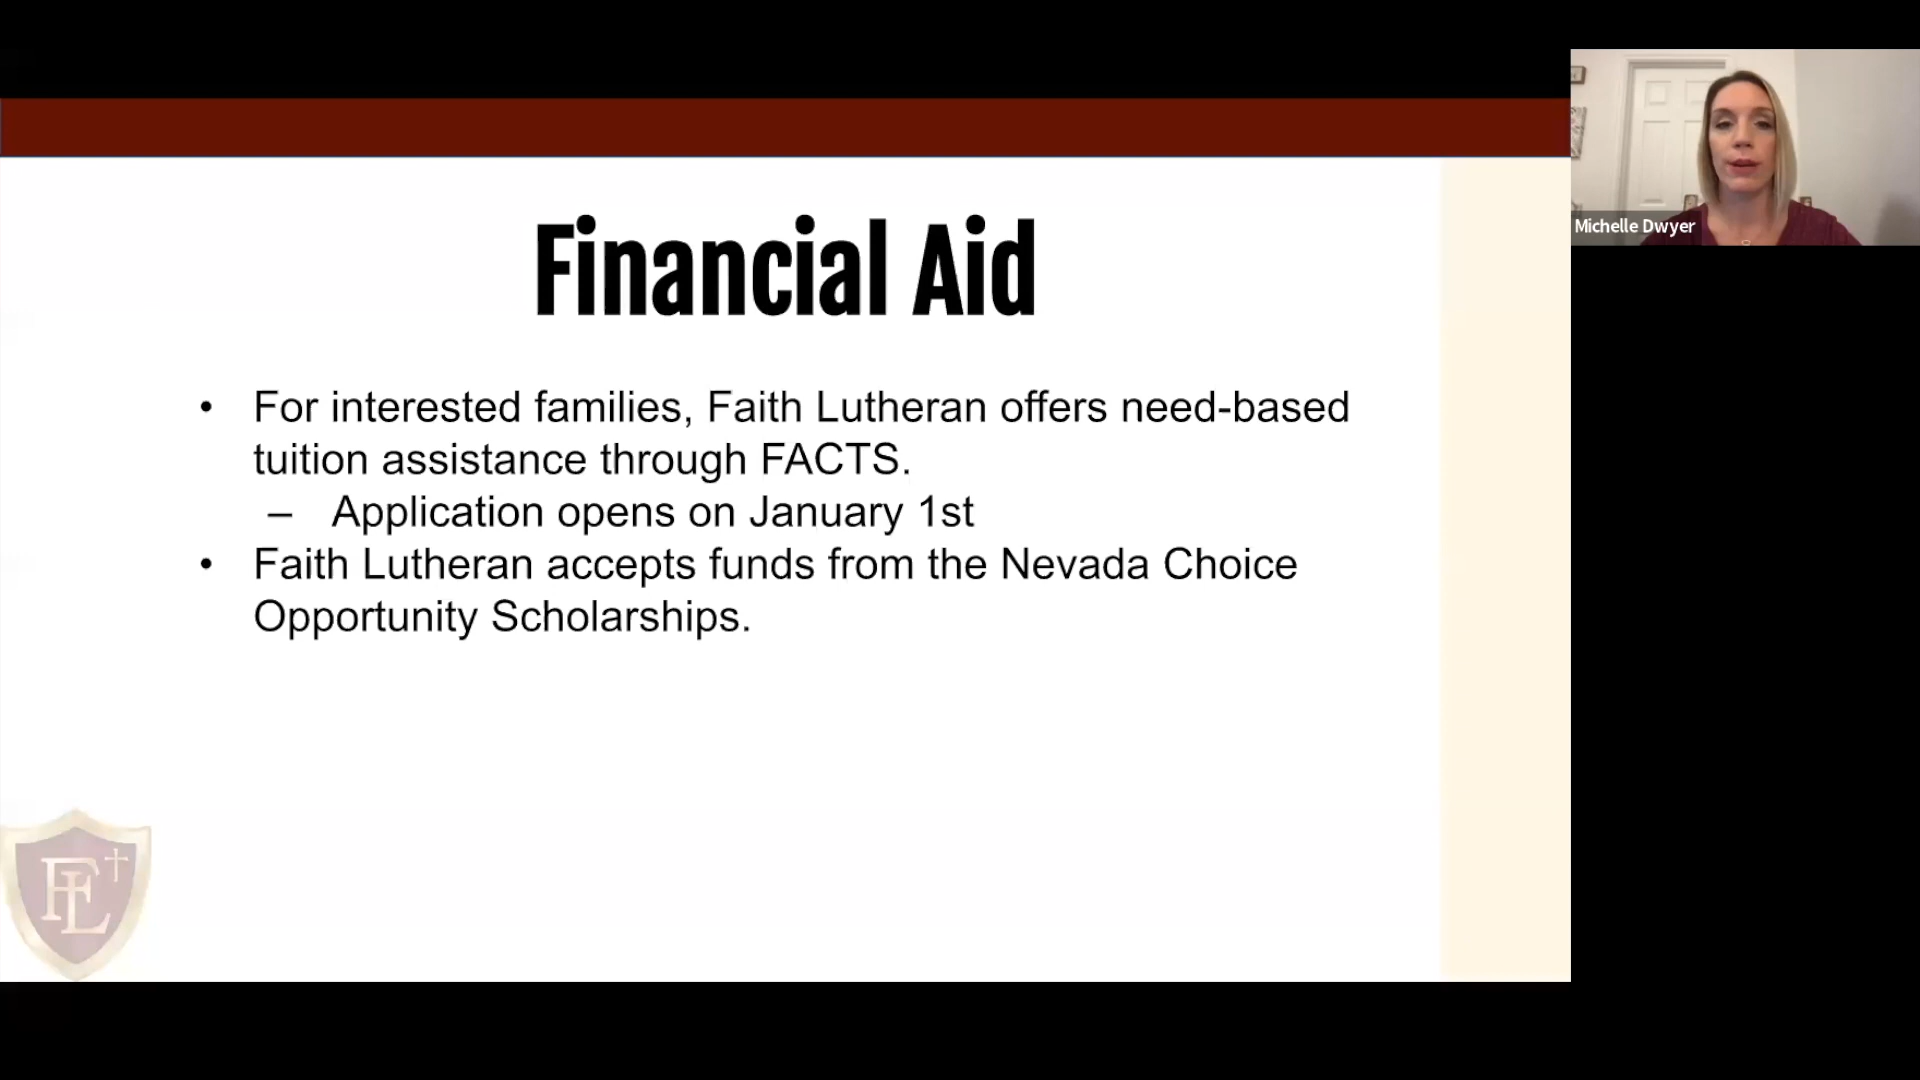 Financial Aid
• For interested families, Faith Lutheran offers need-based
tuition assistance through FACTS.
– Application opens on January 1st
• Faith Lutheran accepts funds from the Nevada Choice
Opportunity Scholarships.
Michelle Dwyer
FL